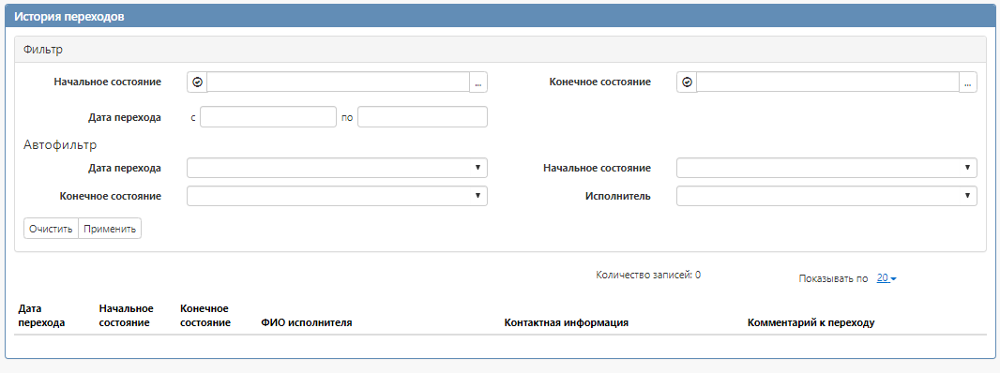 История переходов
Фильтр
Начальное состояние ... Конечное состояние ...
Дата перехода с по
Автофильтр
Дата перехода Начальное состояние
Конечное состояние Исполнитель
Очистить Применить
Количество записей: 0 Показывать по 20
Дата Начальное Конечное
перехода состояние состояние ФИО исполнителя Контактная информация Комментарий к переходу